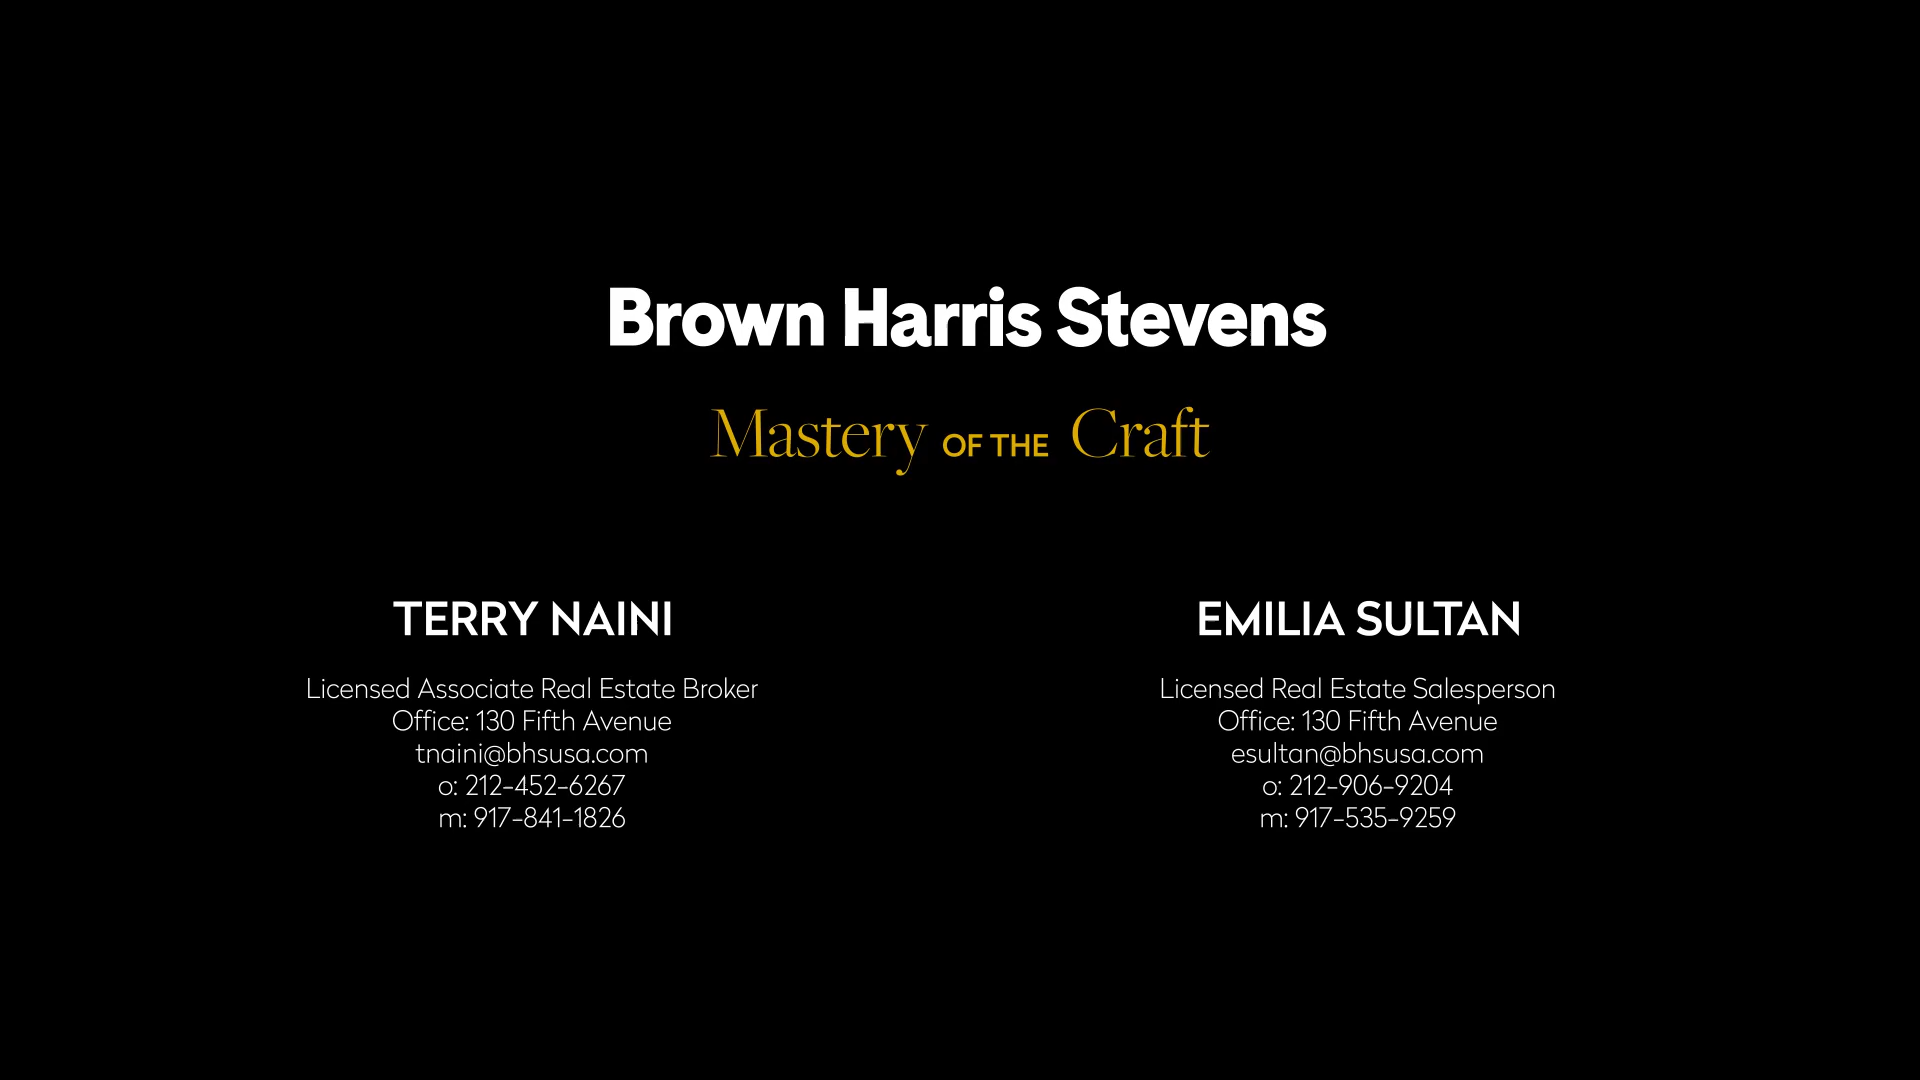 Brown Harris Stevens
Mastery OF THE Craft
TERRY NAINI
Licensed Associate Real Estate Broker
Office: 130 Fifth Avenue
tnaini@bhsusa.com
o: 212-452-6267
m: 917-841-1826
EMILIA SULTAN
Licensed Real Estate Salesperson
Office: 130 Fifth Avenue
esultan@bhsusa.com
o: 212-906-9204
m: 917-535-9259